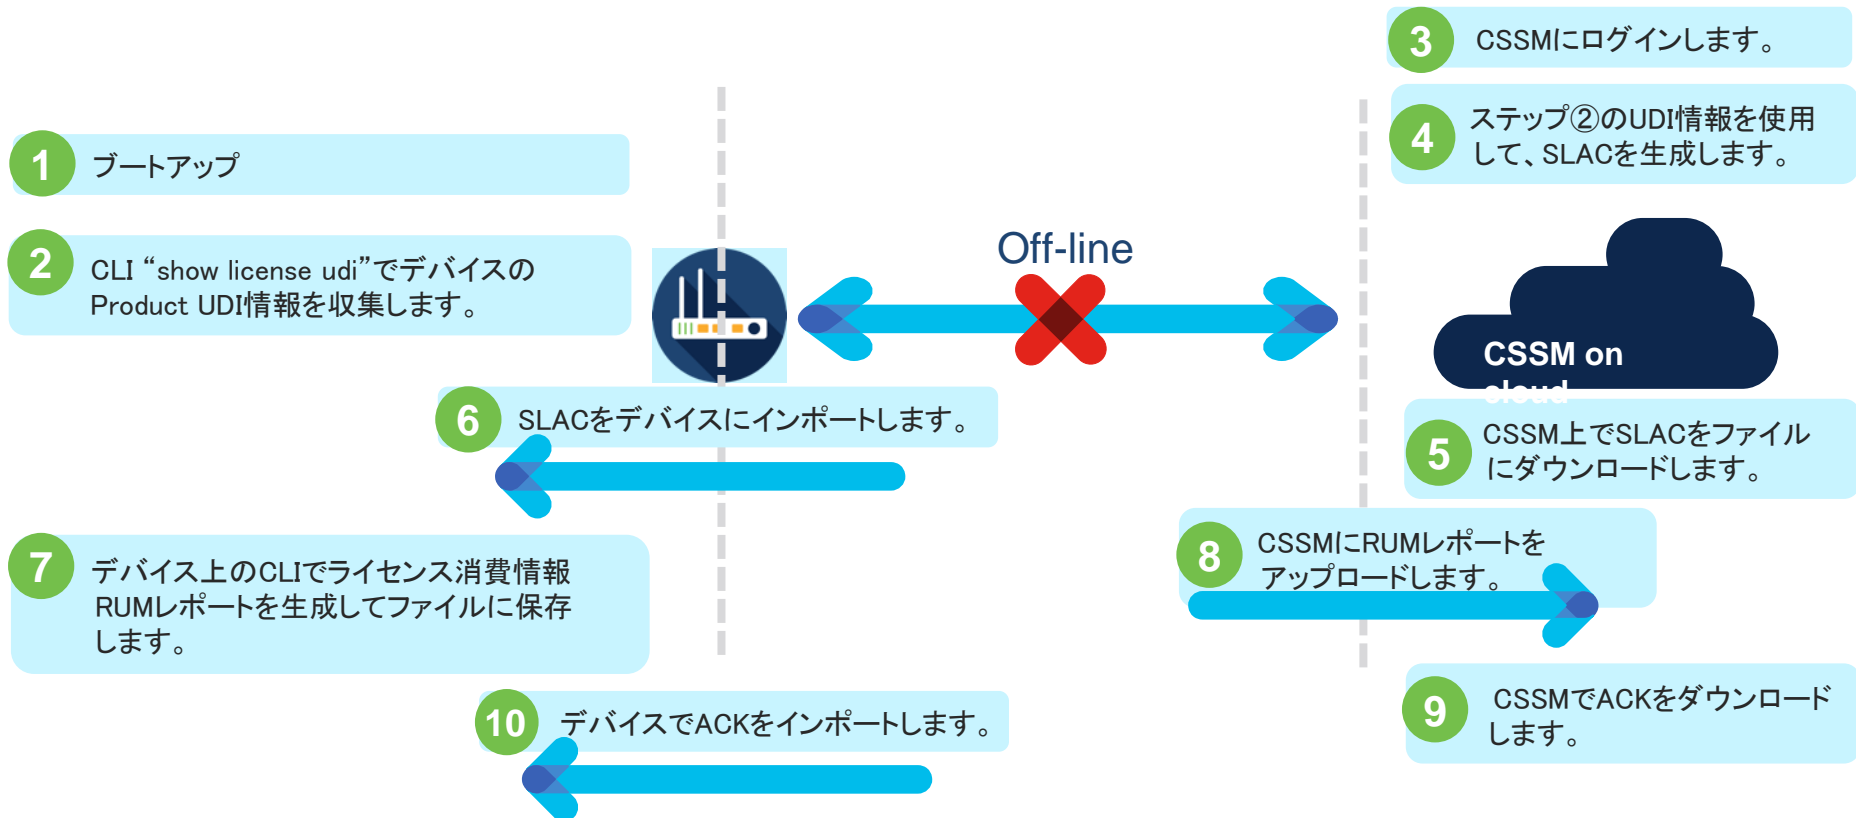 1
ブートアップ
2
CLI “show license udi”でデバイスの
Product UDI情報を収集します。
3
CSSMにログインします。
4
ステップ②のUDI情報を使用
して、SLACを生成します。
Off-line
CSSM on
cloud
5
CSSM上でSLACをファイル
にダウンロードします。
6
SLACをデバイスにインポートします。
7
デバイス上のCLIでライセンス消費情報
RUMレポートを生成してファイルに保存
します。
8
CSSMにRUMレポートを
アップロードします。
9
CSSMでACKをダウンロード
します。
10
デバイスでACKをインポートします。